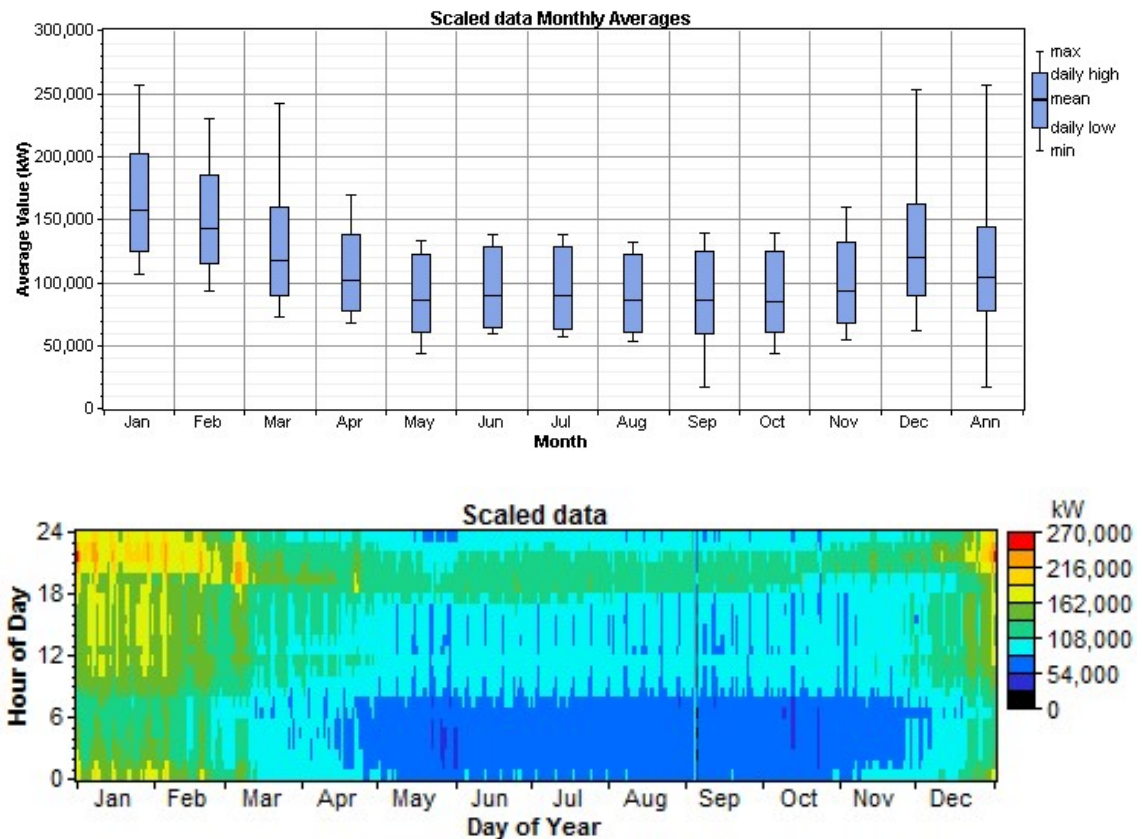 Scaled data Monthly Averages
300,000
250,000
200,000
150,000
100,000
50,000
0
Average Value (kW)
Jan Feb Mar Apr May Jun Jul Aug Sep Oct Nov Dec Ann
Month
max
daily high
mean
daily low
min
Scaled data
24
18
12
6
0
Hour of Day
Jan Feb Mar Apr May Jun Jul Aug Sep Oct Nov Dec
Day of Year
kW
270,000
216,000
162,000
108,000
54,000
0